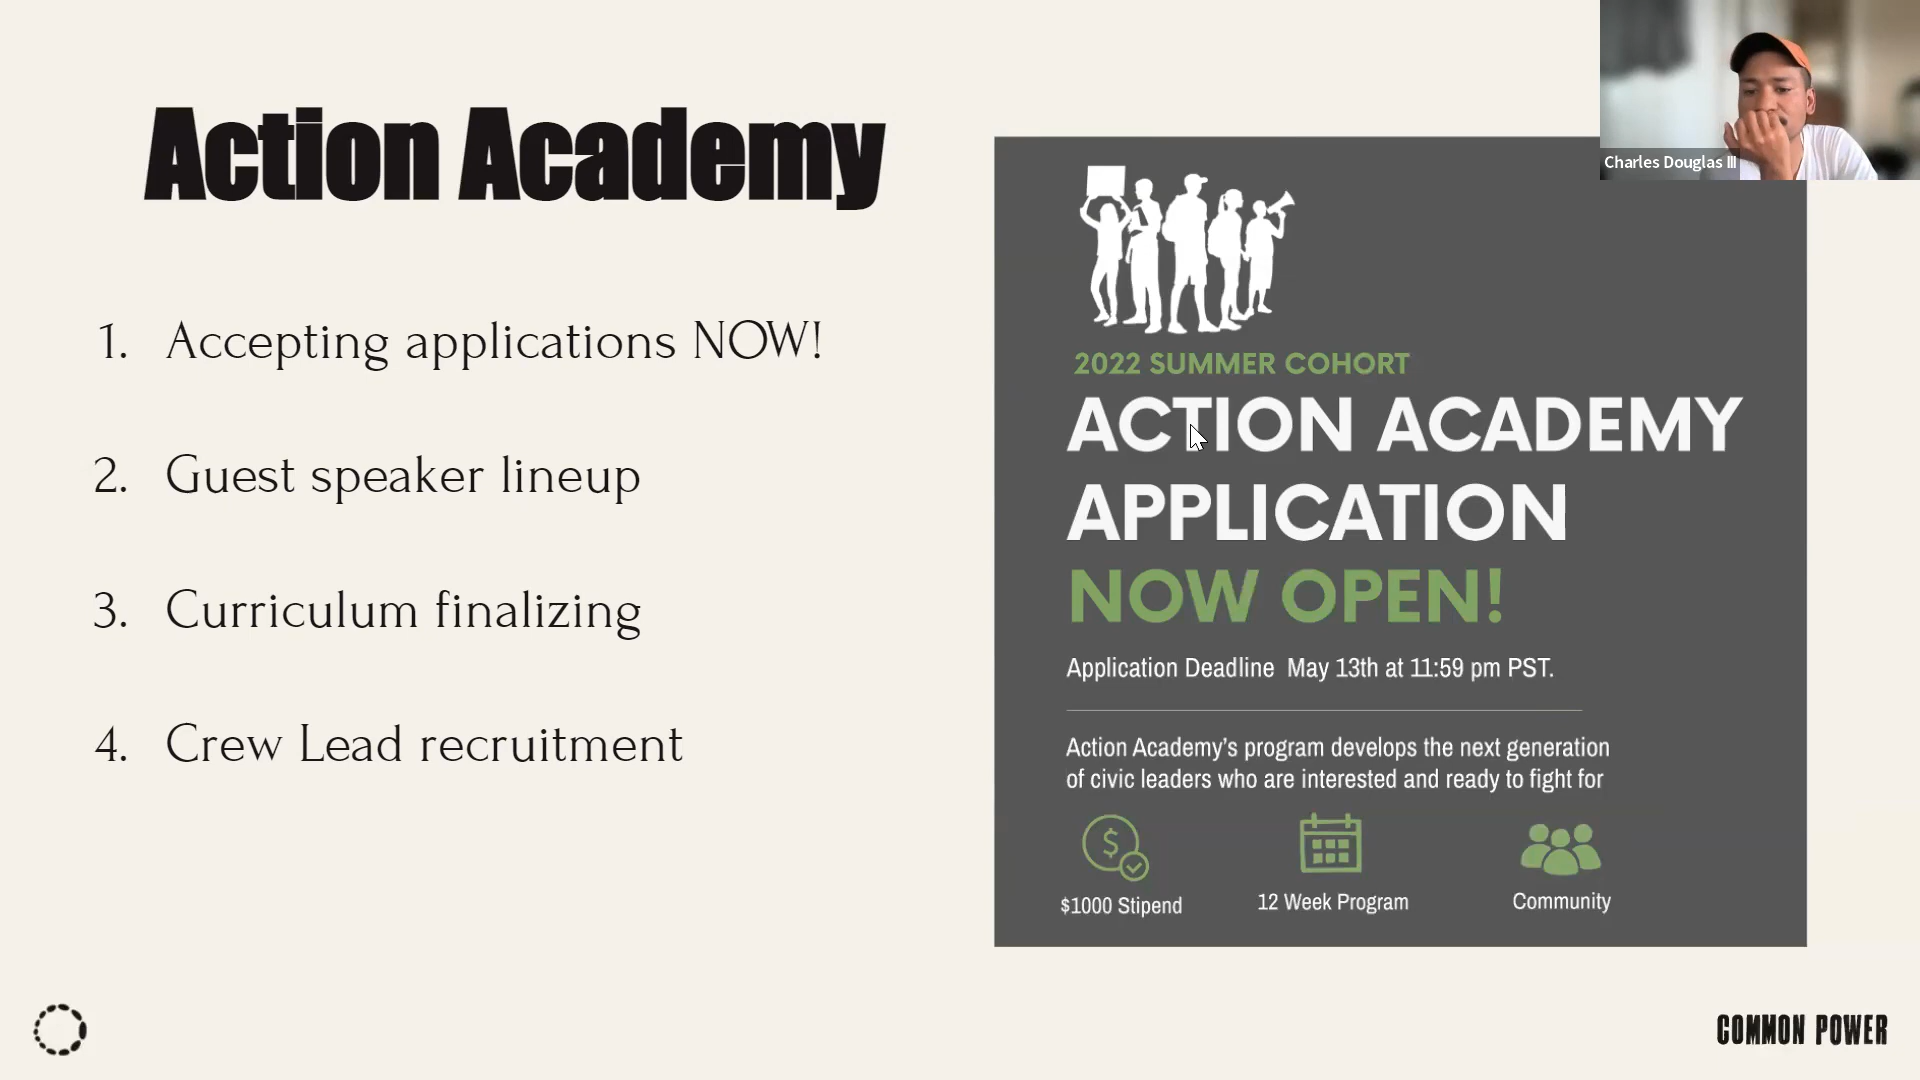 Action Academy
1. Accepting applications NOW!
2. Guest speaker lineup
3. Curriculum finalizing
4. Crew Lead recruitment
2022 SUMMER COHORT
ACTION ACADEMY
APPLICATION
NOW OPEN!
Application Deadline May 13th at 11:59 pm PST.
Action Academy's program develops the next generation
of civic leaders who are interested and ready to fight for
$1000 Stipend
12 Week Program
Community
Charles Douglas III
COMMON POWER